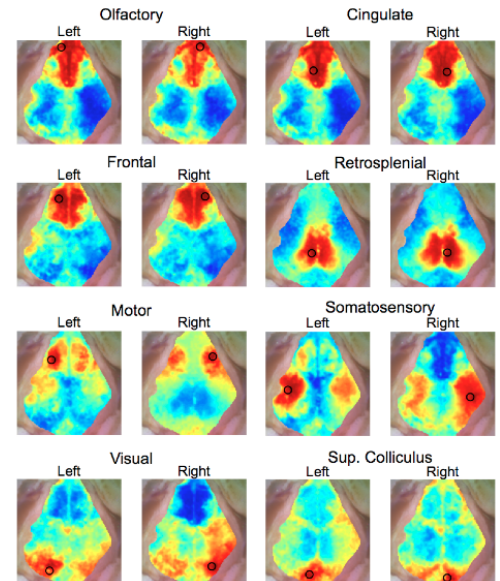 Olfactory
Cingulate
Left Right Left Right
Frontal
Retrosplenial
Left Right Left Right
Motor
Somatosensory
Left Right Left Right
Visual
Sup. Colliculus
Left Right Left Right